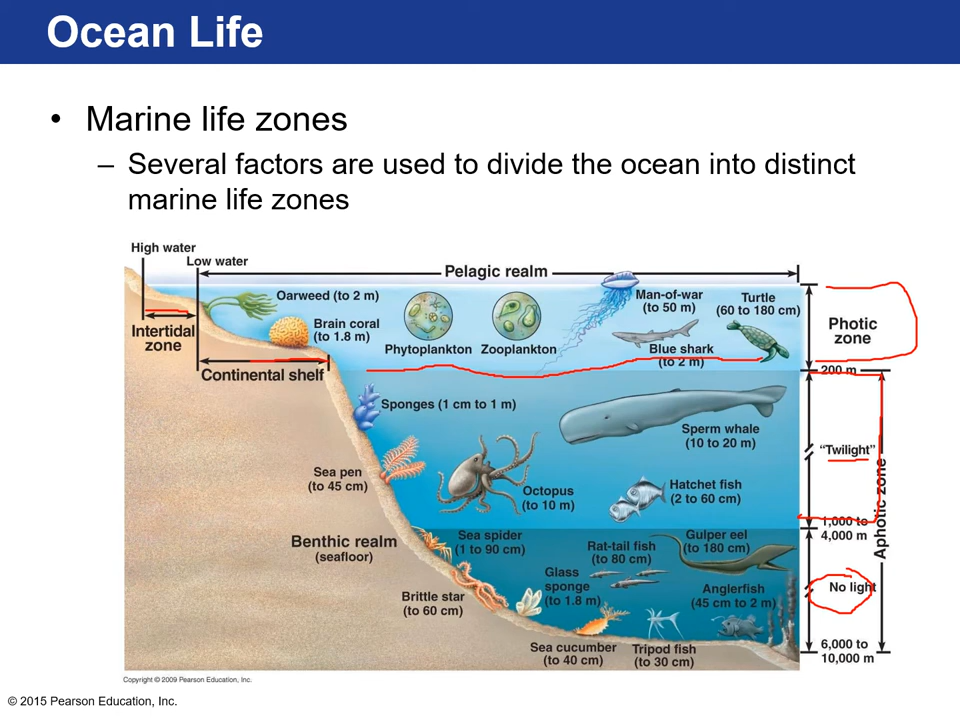 Ocean Life
• Marine life zones
– Several factors are used to divide the ocean into distinct
marine life zones
High water
Low water
Pelagic realm
Oarweed (to 2 m)
Man-of-war
(to 50 m)
Turtle
(60 to 180 cm)
Brain coral
(to 1.8 m)
Intertidal
zone
Phytoplankton
Zooplankton
Blue shark
(to 2 m)
Photic
zone
Continental shelf
200 m
Sponges (1 cm to 1 m)
Sperm whale
(10 to 20 m)
"Twilight"
Sea pen
(to 45 cm)
Octopus
(to 10 m)
Hatchet fish
(2 to 60 cm)
Aphotic zone
1,000 to
4,000 m
Benthic realm
(seafloor)
Sea spider
(1 to 90 cm)
Rat-tail fish
(to 80 cm)
Gulper eel
(to 180 cm)
Glass
sponge
(to 1.8 m)
Anglerfish
(45 cm to 2 m)
No light
Brittle star
(to 60 cm)
Sea cucumber
(to 40 cm)
Tripod fish
(to 30 cm)
6,000 to
10,000 m
Copyright © 2009 Pearson Education, Inc.
© 2015 Pearson Education, Inc.